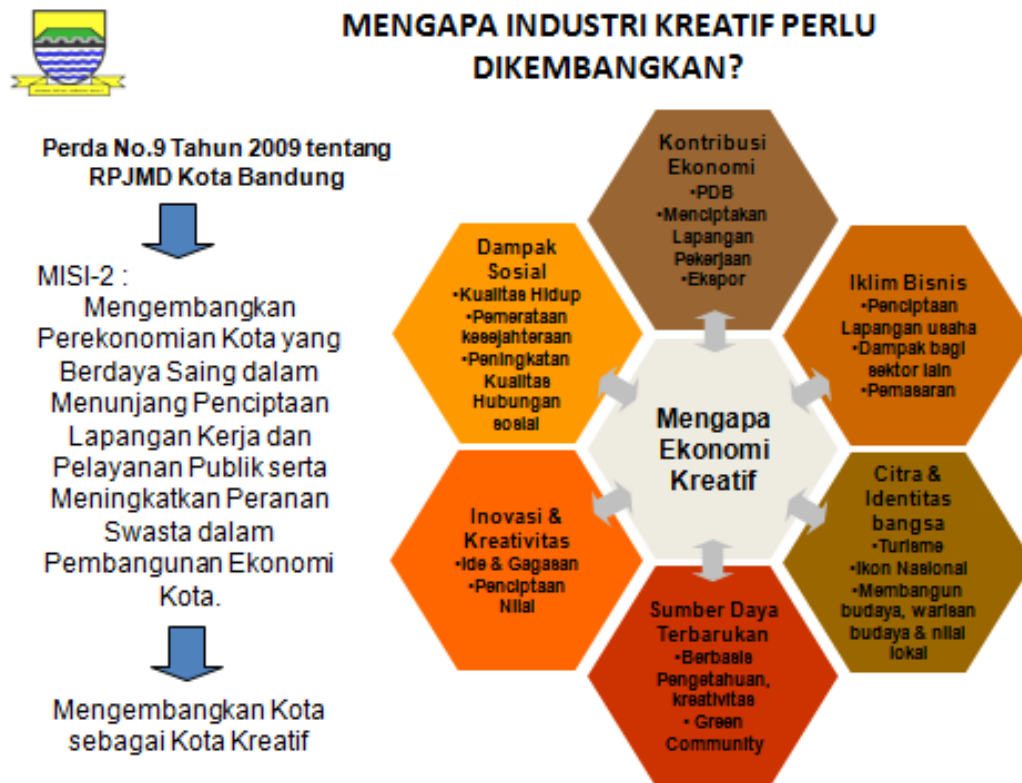 MENGAPA INDUSTRI KREATIF PERLU
DIKEMBANGKAN?
Perda No.9 Tahun 2009 tentang
RPJMD Kota Bandung
MISI-2 :
Mengembangkan
Perekonomian Kota yang
Berdaya Saing dalam
Menunjang Penciptaan
Lapangan Kerja dan
Pelayanan Publik serta
Meningkatkan Peranan
Swasta dalam
Pembangunan Ekonomi
Kota.
Mengembangkan Kota
sebagai Kota Kreatif
Kontribusi
Ekonomi
•PDB
•Menciptakan
Lapangan
Pekerjaan
•Ekspor
Iklim Bisnis
•Penciptaan
Lapangan usaha
•Dampak bagi
sektor lain
•Pemasaran
Citra &
Identitas
bangsa
•Turisme
•Ikon Nasional
•Membangun
budaya, warisan
budaya & nilai
lokal
Sumber Daya
Terbarukan
•Berbasis
Pengetahuan,
kreativitas
• Green
Community
Inovasi &
Kreativitas
•Ide & Gagasan
•Penciptaan
Nilai
Dampak
Sosial
•Kualitas Hidup
•Pemerataan
kesejahteraan
•Peningkatan
Kualitas
Hubungan
sosial
Mengapa
Ekonomi
Kreatif